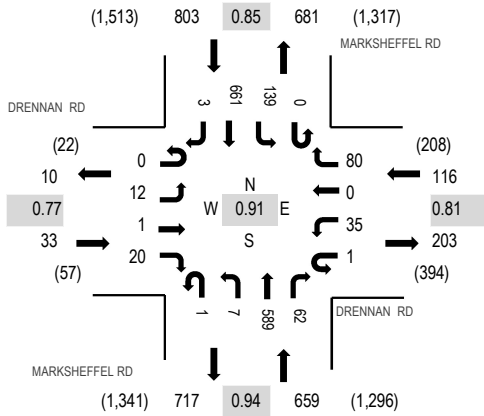 (1,513) 803 0.85 681 (1,317)
MARKSHEFFEL RD
3 661 139 0
DRENNAN RD
(22)
10
0.77
33
(57)
0
12
1
20
N
W 0.91 E
S
80
0
35
1
(208)
116
0.81
203
(394)
1 7 589 62
DRENNAN RD
MARKSHEFFEL RD
(1,341) 717 0.94 659 (1,296)